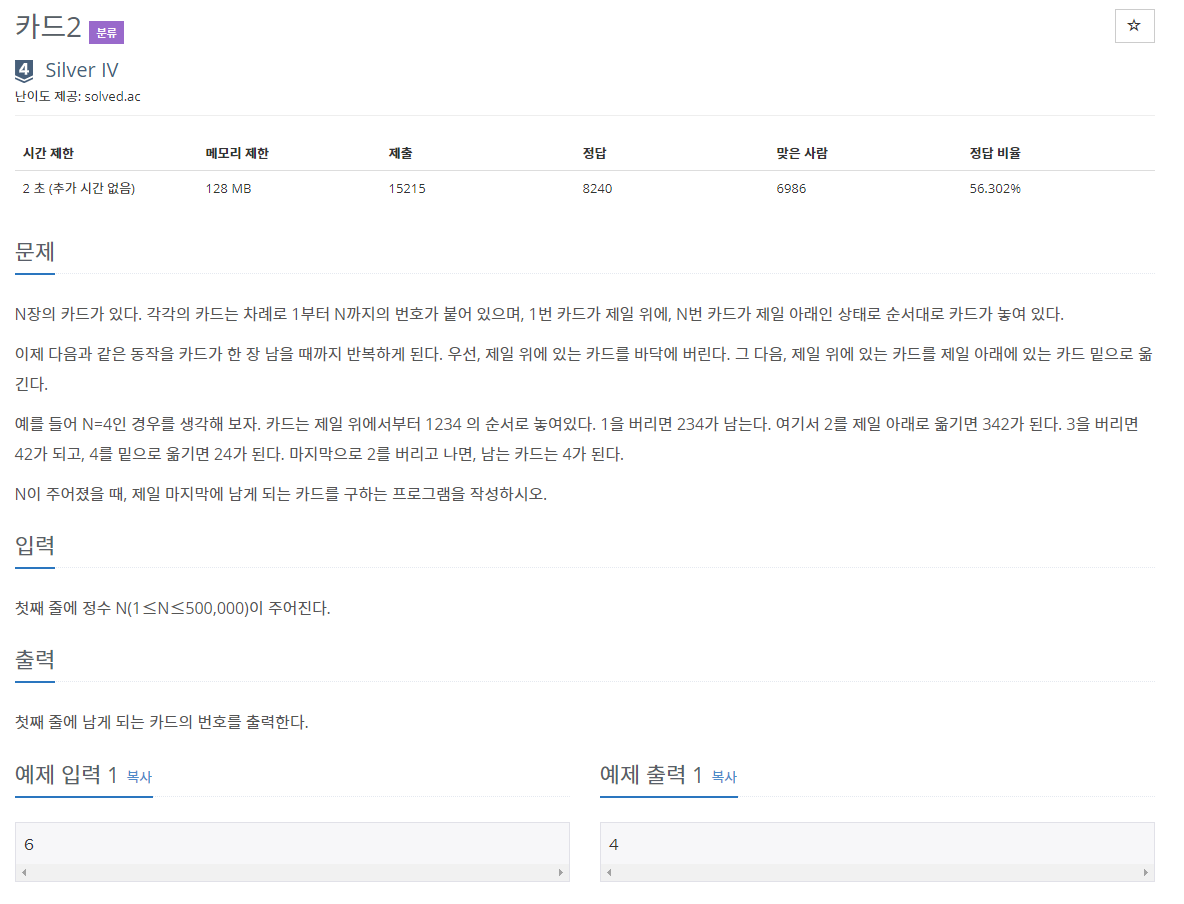 카드2 분류
☆
4 Silver IV
난이도 제공: solved.ac
시간 제한 메모리 제한 제출 정답 맞은 사람 정답 비율
2 초 (추가 시간 없음) 128 MB 15215 8240 6986 56.302%
문제
N장의 카드가 있다. 각각의 카드는 차례로 1부터 N까지의 번호가 붙어 있으며, 1번 카드가 제일 위에, N번 카드가 제일 아래인 상태로 순서대로 카드가 놓여 있다.
이제 다음과 같은 동작을 카드가 한 장 남을 때까지 반복하게 된다. 우선, 제일 위에 있는 카드를 바닥에 버린다. 그 다음, 제일 위에 있는 카드를 제일 아래에 있는 카드 밑으로 옮
긴다.
예를 들어 N=4인 경우를 생각해 보자. 카드는 제일 위에서부터 1234 의 순서로 놓여있다. 1을 버리면 234가 남는다. 여기서 2를 제일 아래로 옮기면 342가 된다. 3을 버리면
42가 되고, 4를 밑으로 옮기면 24가 된다. 마지막으로 2를 버리고 나면, 남는 카드는 4가 된다.
N이 주어졌을 때, 제일 마지막에 남게 되는 카드를 구하는 프로그램을 작성하시오.
입력
첫째 줄에 정수 N(1≤N≤500,000)이 주어진다.
출력
첫째 줄에 남게 되는 카드의 번호를 출력한다.
예제 입력 1 복사
6
예제 출력 1 복사
4